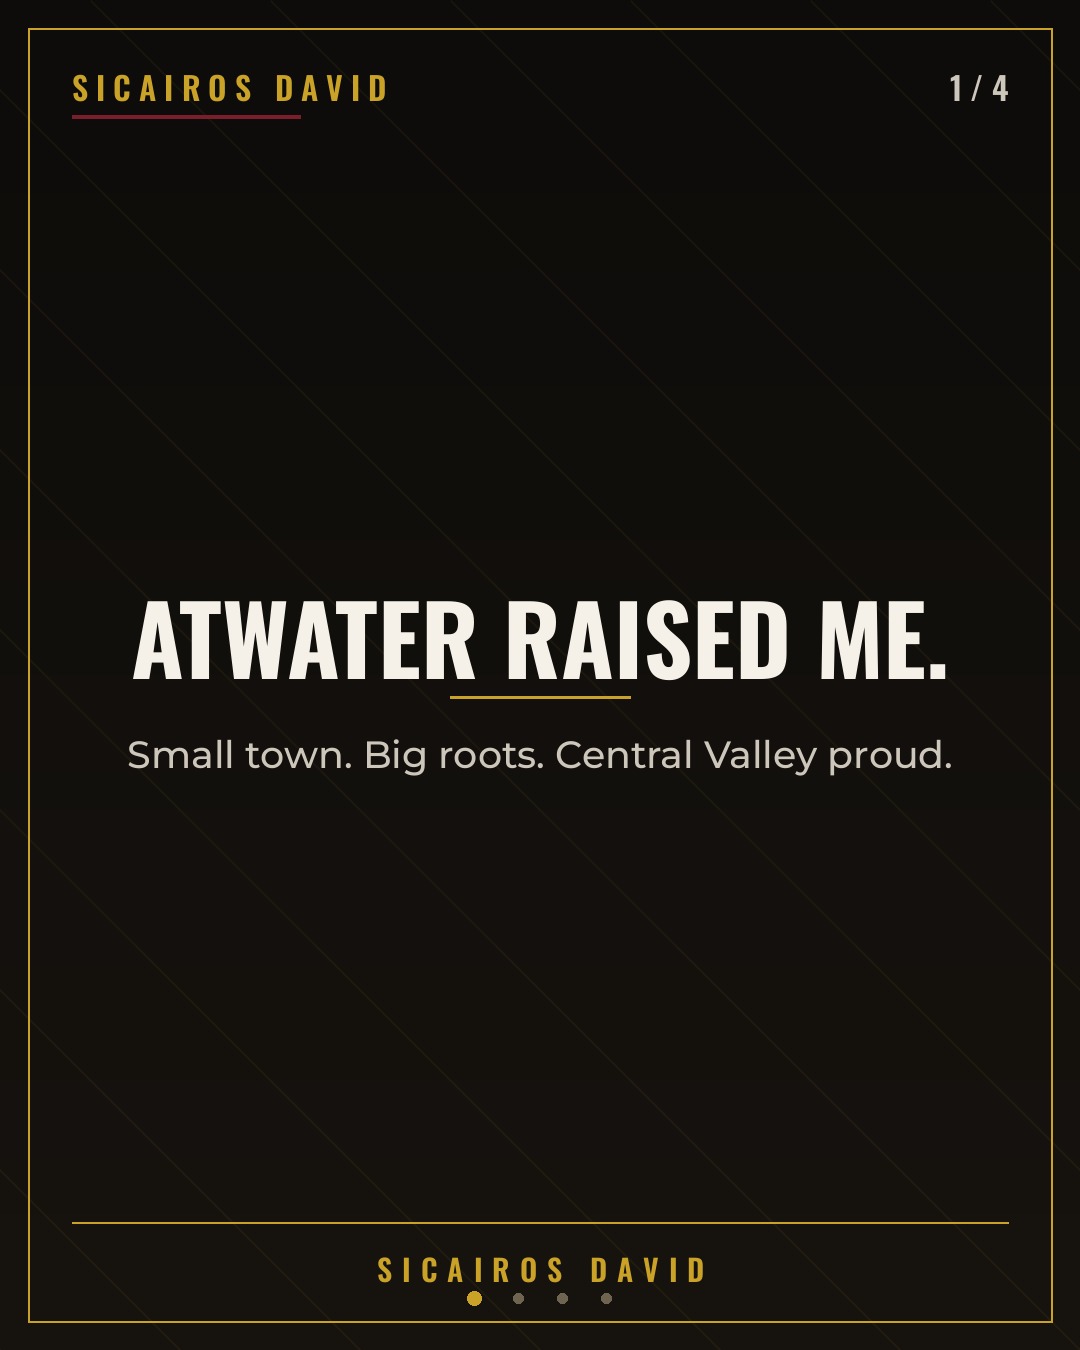 SICAIROS DAVID
1 / 4
ATWATER RAISED ME.
Small town. Big roots. Central Valley proud.
SICAIROS DAVID